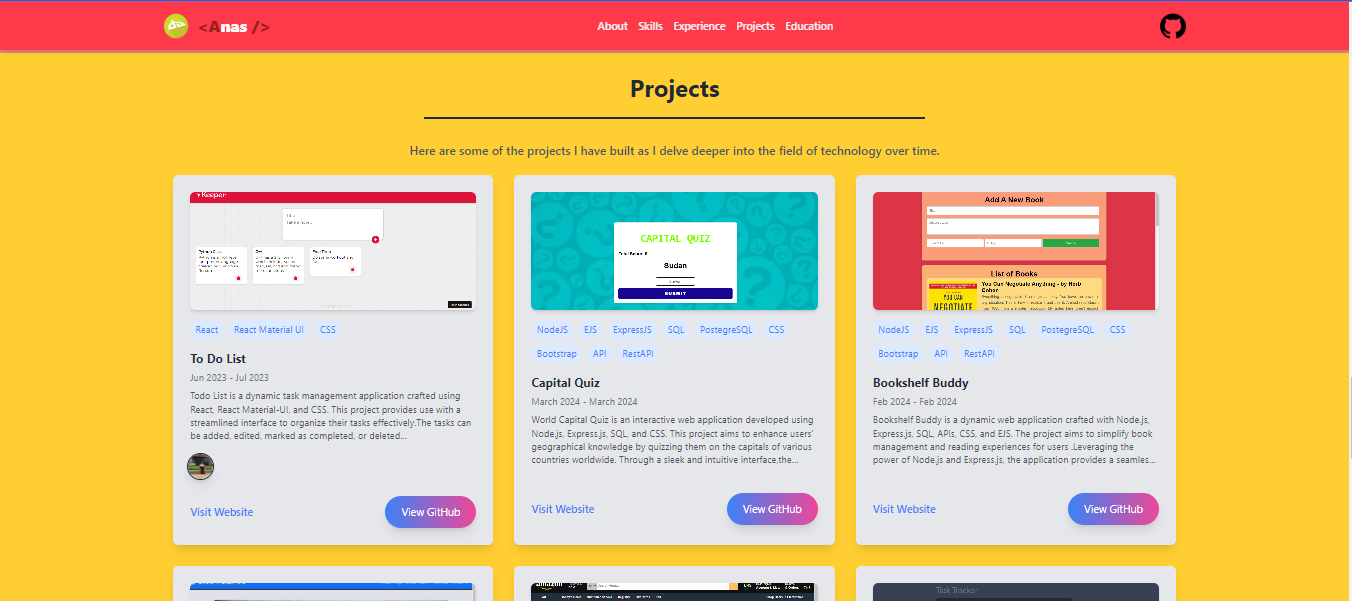 <Anas />
About Skills Experience Projects Education
Projects
Here are some of the projects I have built as I delve deeper into the field of technology over time.
Keeper
React React Material UI CSS
To Do List
Jun 2023 - Jul 2023
Todo List is a dynamic task management application crafted using
React, React Material-UI, and CSS. This project provides use with a
streamlined interface to organize their tasks effectively.The tasks can
be added, edited, marked as completed, or deleted...
Visit Website
View GitHub
CAPITAL QUIZ
Sudan
SUBMIT
NodeJS EJS ExpressJS SQL PostegreSQL CSS
Bootstrap API RestAPI
Capital Quiz
March 2024 - March 2024
World Capital Quiz is an interactive web application developed using
Node.js, Express.js, SQL, and CSS. This project aims to enhance users'
geographical knowledge by quizzing them on the capitals of various
countries worldwide. Through a sleek and intuitive interface,the...
Visit Website
View GitHub
Add A New Book
List of Books
You Can Negotiate Anything - by Herb
Cohen
YOU CAN
NEGOTIATE
NodeJS EJS ExpressJS SQL PostegreSQL CSS
Bootstrap API RestAPI
Bookshelf Buddy
Feb 2024 - Feb 2024
Bookshelf Buddy is a dynamic web application crafted with Node.js,
Express.js, SQL, APIs, CSS, and EJS. The project aims to simplify book
management and reading experiences for users .Leveraging the
power of Node.js and Express.js, the application provides a seamles...
Visit Website
View GitHub
amazon
Task Tracker